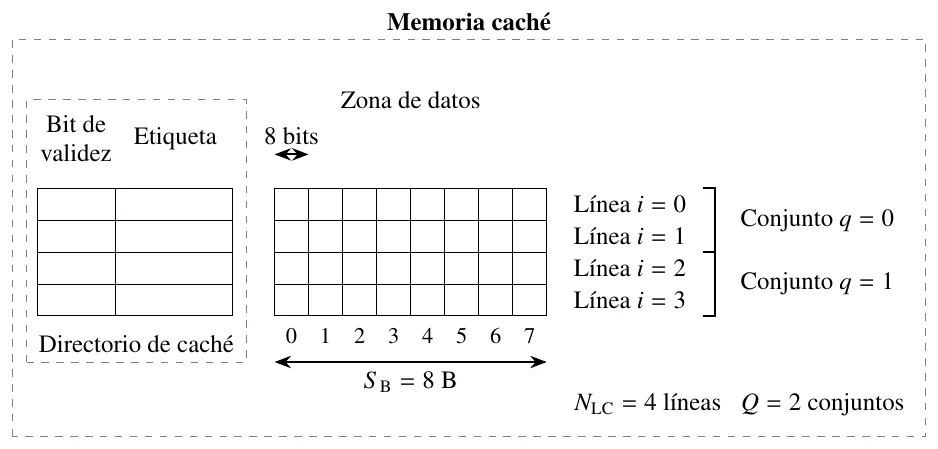 Memoria caché
Zona de datos
Bit de
validez
Etiqueta
8 bits
Línea i = 0
Línea i = 1
Línea i = 2
Línea i = 3
Conjunto q = 0
Conjunto q = 1
0 1 2 3 4 5 6 7
Directorio de caché
S_B = 8 B
N_LC = 4 líneas Q = 2 conjuntos